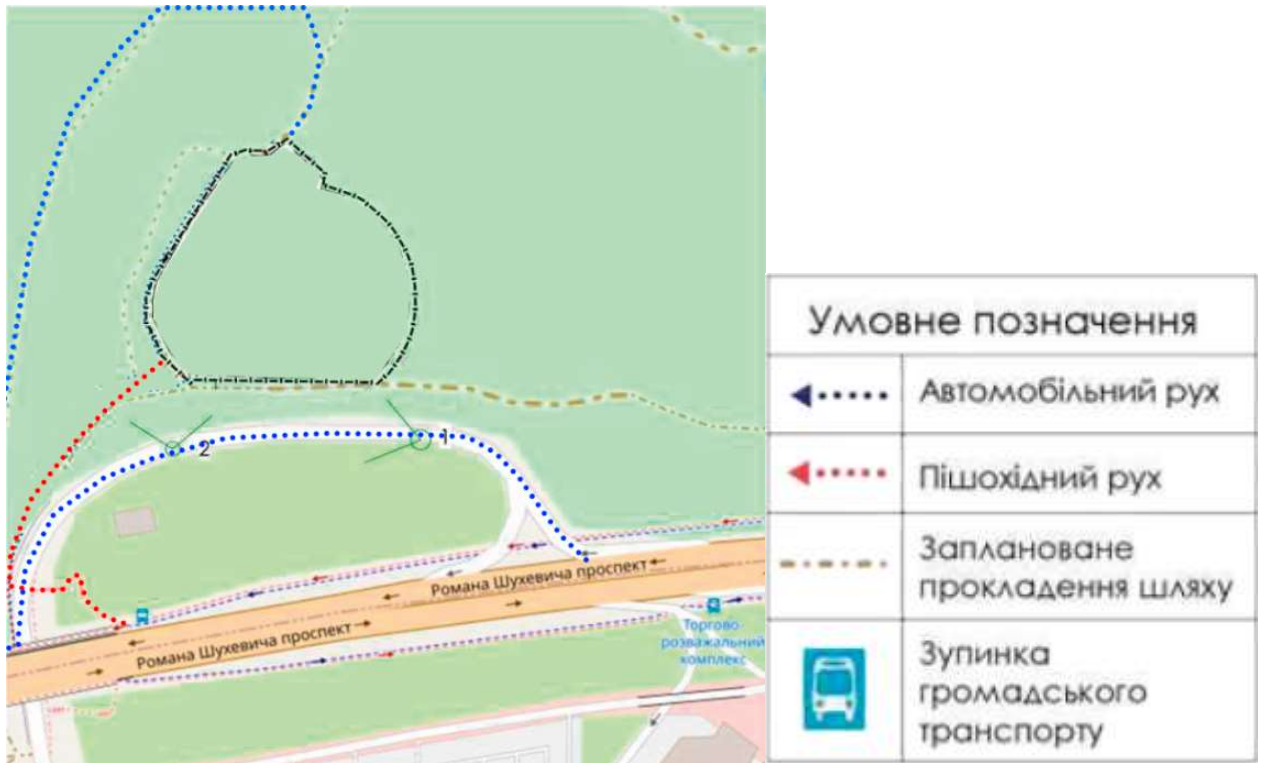 2
1
Романа Шухевича проспект
Романа Шухевича проспект
Торгово-
розважальний
комплекс
Умовне позначення
Автомобільний рух
Пішохідний рух
Заплановане
прокладення шляху
Зупинка
громадського
транспорту